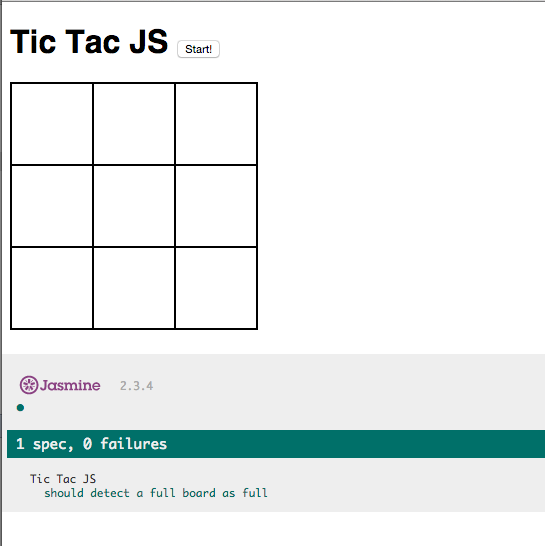 Tic Tac JS Start!
Jasmine 2.3.4
1 spec, 0 failures
Tic Tac JS
should detect a full board as full